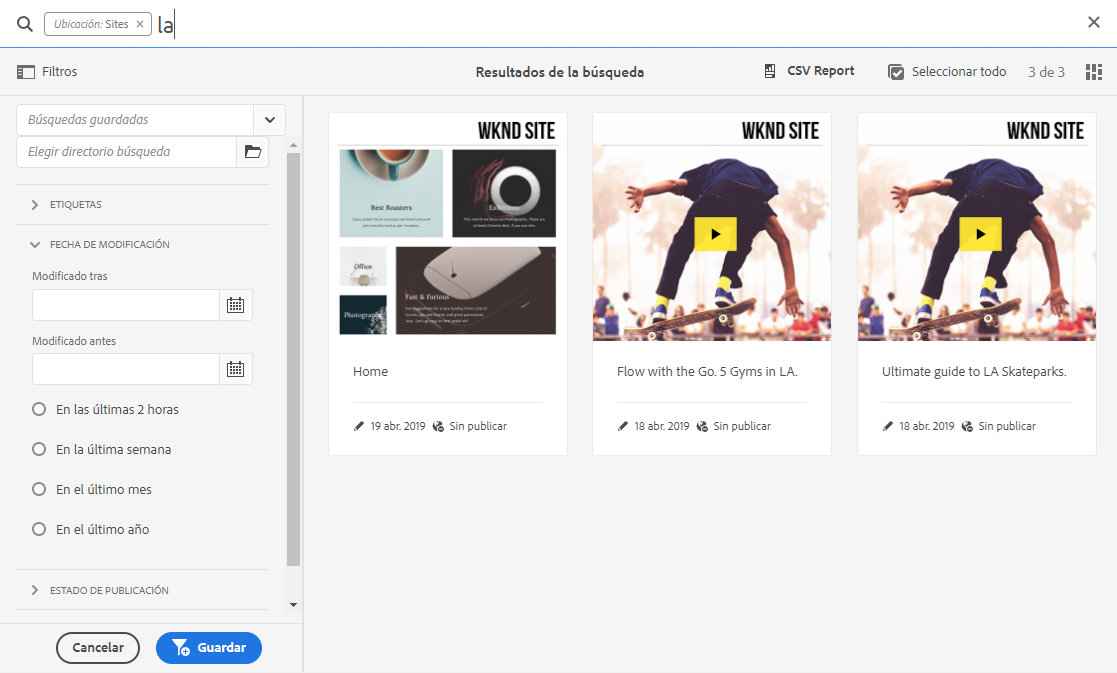 Ubicación: Sites × la
Filtros
Resultados de la búsqueda
CSV Report
Seleccionar todo
3 de 3
Búsquedas guardadas
Elegir directorio búsqueda
ETIQUETAS
FECHA DE MODIFICACIÓN
Modificado tras
Modificado antes
En las últimas 2 horas
En la última semana
En el último mes
En el último año
ESTADO DE PUBLICACIÓN
Cancelar
Guardar
WKND SITE
Best Roasters
Office
Fast & Furious
Photography
Home
19 abr. 2019
Sin publicar
WKND SITE
Flow with the Go. 5 Gyms in LA.
18 abr. 2019
Sin publicar
WKND SITE
Ultimate guide to LA Skateparks.
18 abr. 2019
Sin publicar